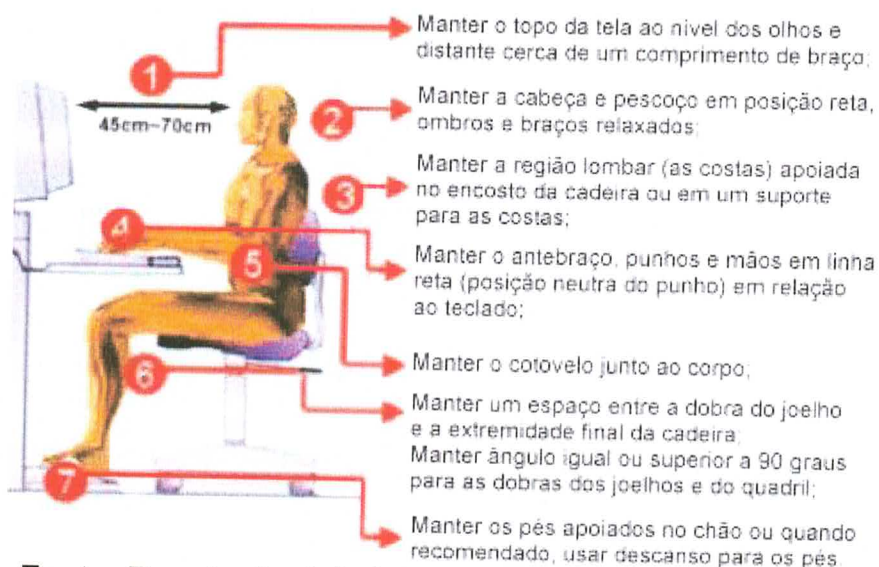 Manter o topo da tela ao nível dos olhos e
distante cerca de um comprimento de braço;
1
45cm~70cm
2
Manter a cabeça e pescoço em posição reta,
ombros e braços relaxados;
3
Manter a região lombar (as costas) apoiada
no encosto da cadeira ou em um suporte
para as costas;
4
Manter o antebraço, punhos e mãos em linha
reta (posição neutra do punho) em relação
ao teclado;
5
Manter o cotovelo junto ao corpo;
6
Manter um espaço entre a dobra do joelho
e a extremidade final da cadeira;
Manter ângulo igual ou superior a 90 graus
para as dobras dos joelhos e do quadril;
7
Manter os pés apoiados no chão ou quando
recomendado, usar descanso para os pés.